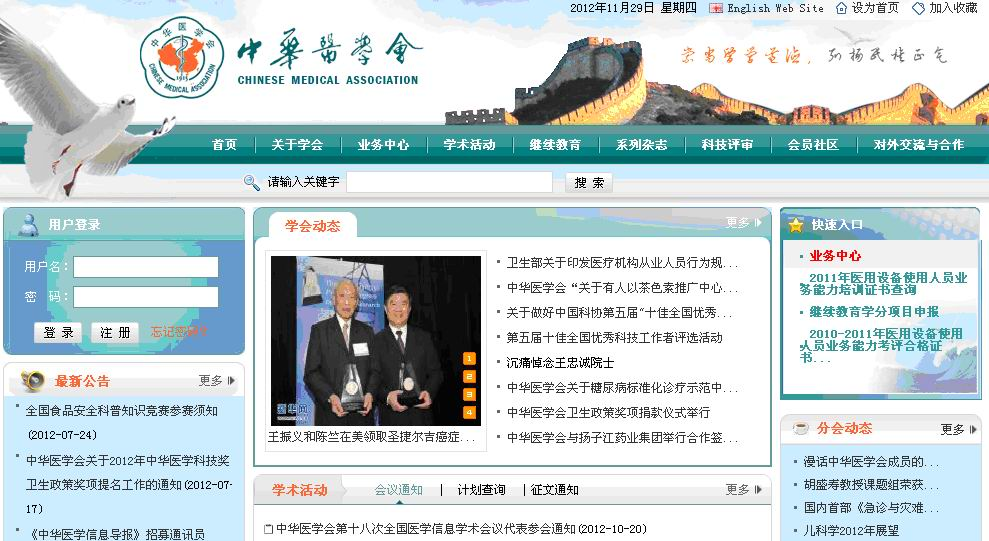 2012年11月29日 星期四 English Web Site 设为首页 加入收藏
中华医学会
CHINESE MEDICAL ASSOCIATION
中华医学会
CHINESE MEDICAL ASSOCIATION
首页 关于学会 业务中心 学术活动 继续教育 系列杂志 科技评审 会员社区 对外交流与合作
请输入关键字 搜 索
用户登录
用户名：
密 码：
登 录 注 册 忘记密码?
最新公告 更多
全国食品安全科普知识竞赛参赛须知
(2012-07-24)
中华医学会关于2012年中华医学科技奖
卫生政策奖项提名工作的通知(2012-07-
17)
《中华医学信息导报》招募通讯员
学会动态 更多
1
2
3
4
新华网
王振义和陈竺在美领取圣捷尔吉癌症...
卫生部关于印发医疗机构从业人员行为规...
中华医学会“关于有人以茶色素推广中心...
关于做好中国科协第五届“十佳全国优秀...
第五届十佳全国优秀科技工作者评选活动
沉痛悼念王忠诚院士
中华医学会关于糖尿病标准化诊疗示范中...
中华医学会卫生政策奖项捐款仪式举行
中华医学会与扬子江药业集团举行合作签...
学术活动 会议通知 | 计划查询 | 征文通知 更多
中华医学会第十八次全国医学信息学术会议代表参会通知(2012-10-20)
快速入口
业务中心
2011年医用设备使用人员业
务能力培训证书查询
继续教育学分项目申报
2010-2011年医用设备使用
人员业务能力考评合格证
书...
分会动态 更多
漫话中华医学会成员的...
胡盛寿教授课题组荣获...
国内首部《急诊与灾难...
儿科学2012年展望